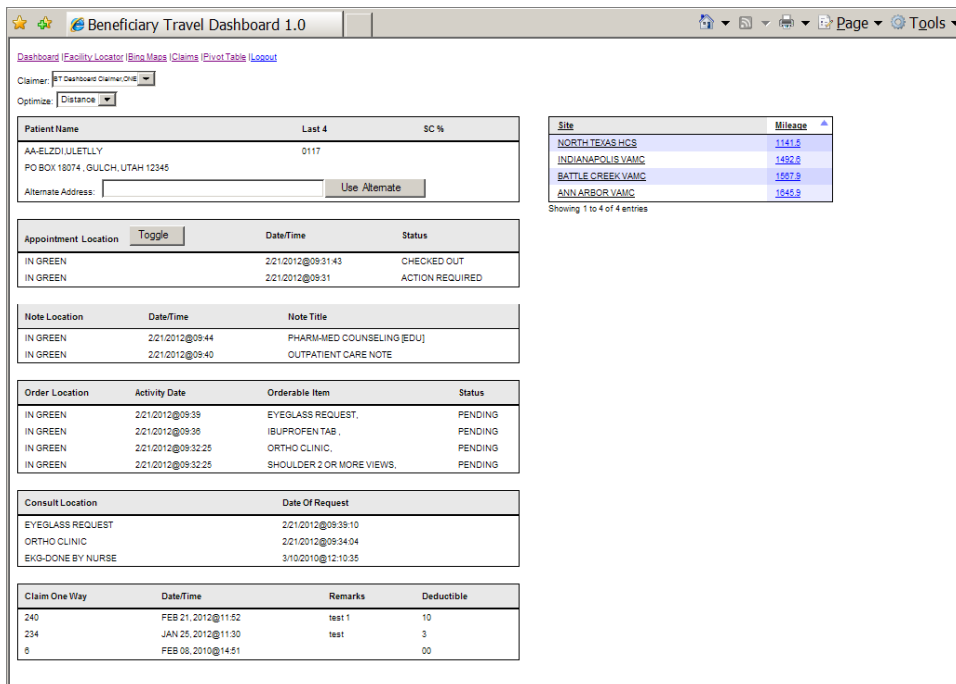 Beneficiary Travel Dashboard 1.0
Page Tools
Dashboard |Facility Locator |Bing Maps |Claims |Pivot Table |Logout
Claimer: BT Dashboard Claimer,ONE
Optimize: Distance
Patient Name Last 4 SC %
AA-ELZDI,ULETLLY 0117
PO BOX 18074 , GULCH, UTAH 12345
Alternate Address: Use Alternate
Site Mileage
NORTH TEXAS HCS 1141.5
INDIANAPOLIS VAMC 1492.6
BATTLE CREEK VAMC 1567.9
ANN ARBOR VAMC 1645.9
Showing 1 to 4 of 4 entries
Appointment Location Toggle Date/Time Status
IN GREEN 2/21/2012@09:31:43 CHECKED OUT
IN GREEN 2/21/2012@09:31 ACTION REQUIRED
Note Location Date/Time Note Title
IN GREEN 2/21/2012@09:44 PHARM-MED COUNSELING [EDU]
IN GREEN 2/21/2012@09:40 OUTPATIENT CARE NOTE
Order Location Activity Date Orderable Item Status
IN GREEN 2/21/2012@09:39 EYEGLASS REQUEST, PENDING
IN GREEN 2/21/2012@09:36 IBUPROFEN TAB , PENDING
IN GREEN 2/21/2012@09:32:25 ORTHO CLINIC, PENDING
IN GREEN 2/21/2012@09:32:25 SHOULDER 2 OR MORE VIEWS, PENDING
Consult Location Date Of Request
EYEGLASS REQUEST 2/21/2012@09:39:10
ORTHO CLINIC 2/21/2012@09:34:04
EKG-DONE BY NURSE 3/10/2010@12:10:35
Claim One Way Date/Time Remarks Deductible
240 FEB 21, 2012@11:52 test 1 10
234 JAN 25, 2012@11:30 test 3
6 FEB 08, 2010@14:51 00